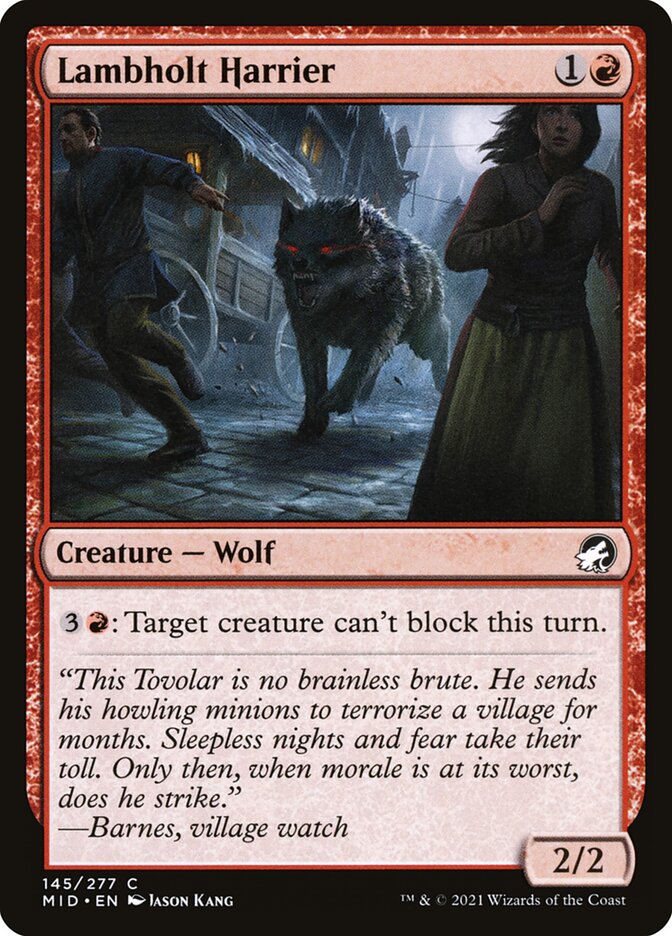 Lambholt Harrier 1
Creature — Wolf
3: Target creature can't block this turn.
“This Tovolar is no brainless brute. He sends
his howling minions to terrorize a village for
months. Sleepless nights and fear take their
toll. Only then, when morale is at its worst,
does he strike.”
—Barnes, village watch
2/2
145/277 C
MID • EN Jason Kang
™ & © 2021 Wizards of the Coast